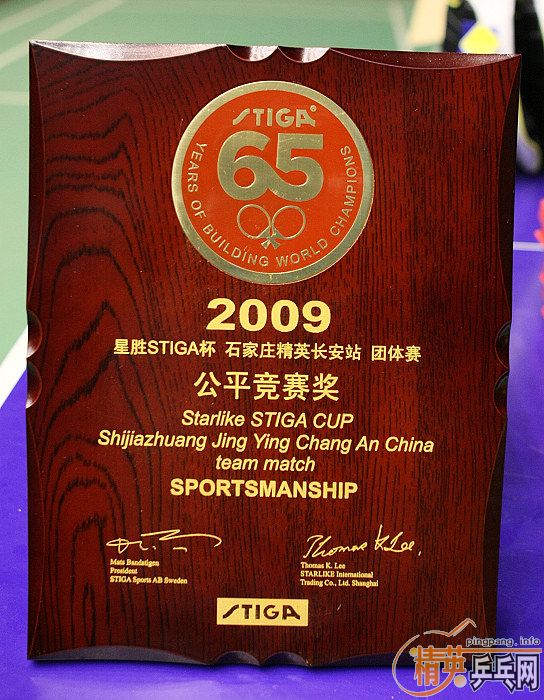 STIGA®
65
YEARS OF BUILDING WORLD CHAMPIONS
2009
星胜STIGA杯 石家庄精英长安站 团体赛
公平竞赛奖
Starlike STIGA CUP
Shijiazhuang Jing Ying Chang An China
team match
SPORTSMANSHIP
Thomas K Lee.
Mats Bandstigen
President
STIGA Sports AB Sweden
Thomas K. Lee
STARLIKE International
Trading Co., Ltd. Shanghai
STIGA
pingpang.info
精英乒乓网